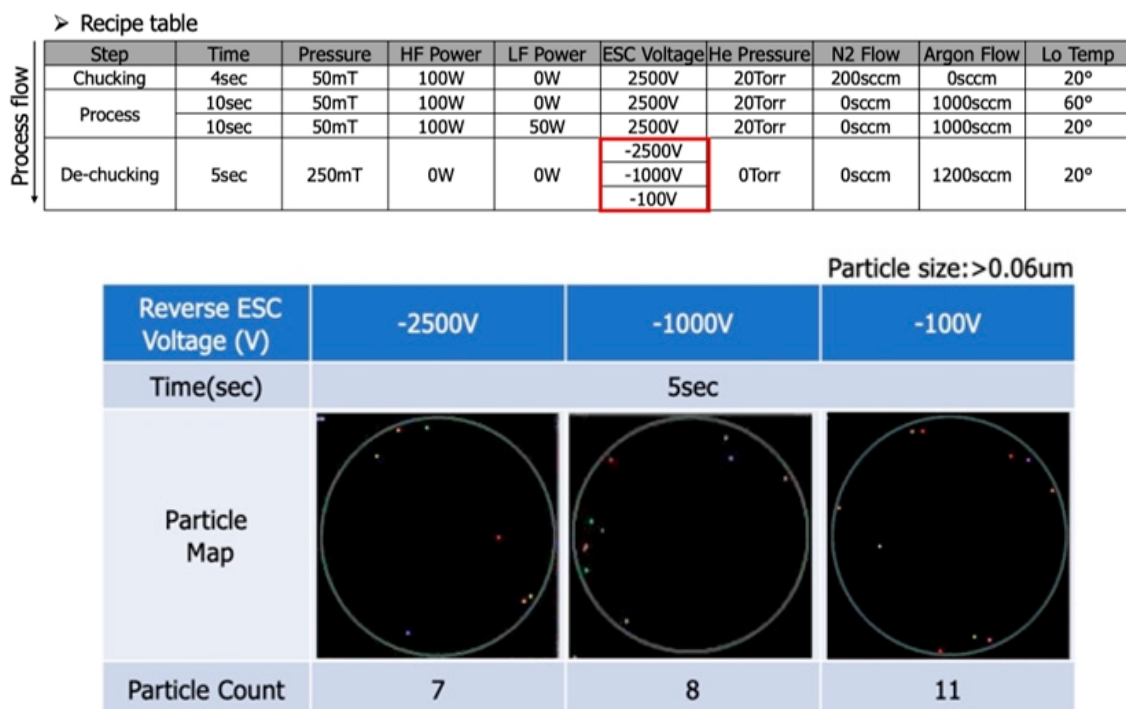 ➢ Recipe table
Process flow
Step Time Pressure HF Power LF Power ESC Voltage He Pressure N2 Flow Argon Flow Lo Temp
Chucking 4sec 50mT 100W 0W 2500V 20Torr 200sccm 0sccm 20°
Process 10sec 50mT 100W 0W 2500V 20Torr 0sccm 1000sccm 60°
10sec 50mT 100W 50W 2500V 20Torr 0sccm 1000sccm 20°
De-chucking 5sec 250mT 0W 0W -2500V -1000V -100V 0Torr 0sccm 1200sccm 20°
Particle size:>0.06um
Reverse ESC
Voltage (V) -2500V -1000V -100V
Time(sec) 5sec
Particle
Map
Particle Count 7 8 11